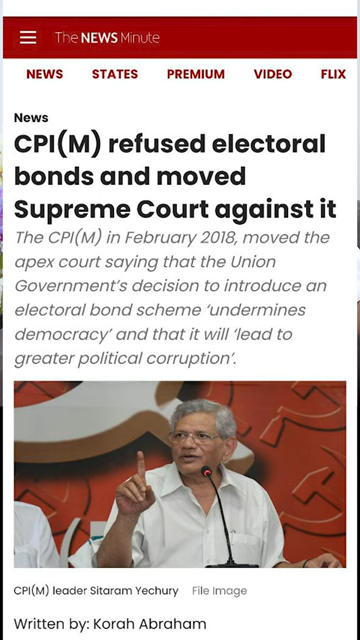 The NEWS Minute
NEWS STATES PREMIUM VIDEO FLIX
News
CPI(M) refused electoral
bonds and moved
Supreme Court against it
The CPI(M) in February 2018, moved the
apex court saying that the Union
Government's decision to introduce an
electoral bond scheme ‘undermines
democracy’ and that it will ‘lead to
greater political corruption’.
CPI(M) leader Sitaram Yechury File Image
Written by: Korah Abraham